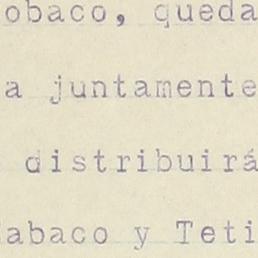 obaco, queda
a juntamente
distribuirá
abaco y Teti